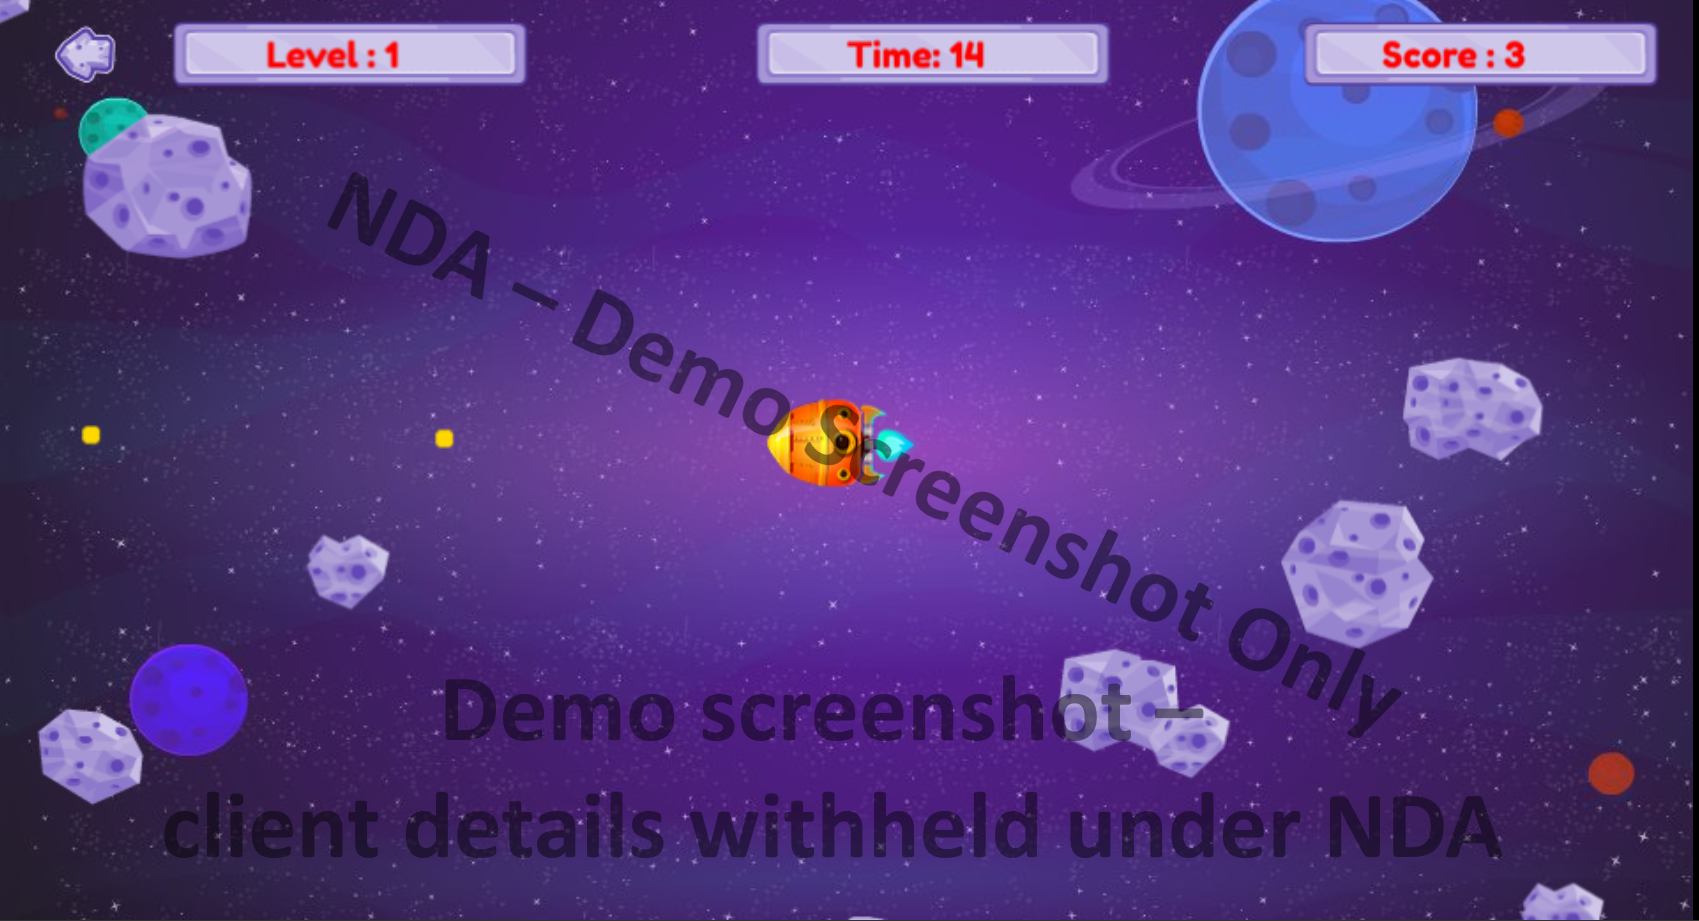 Level : 1
Time: 14
Score : 3
NDA – Demo Screenshot Only
Demo screenshot –
client details withheld under NDA